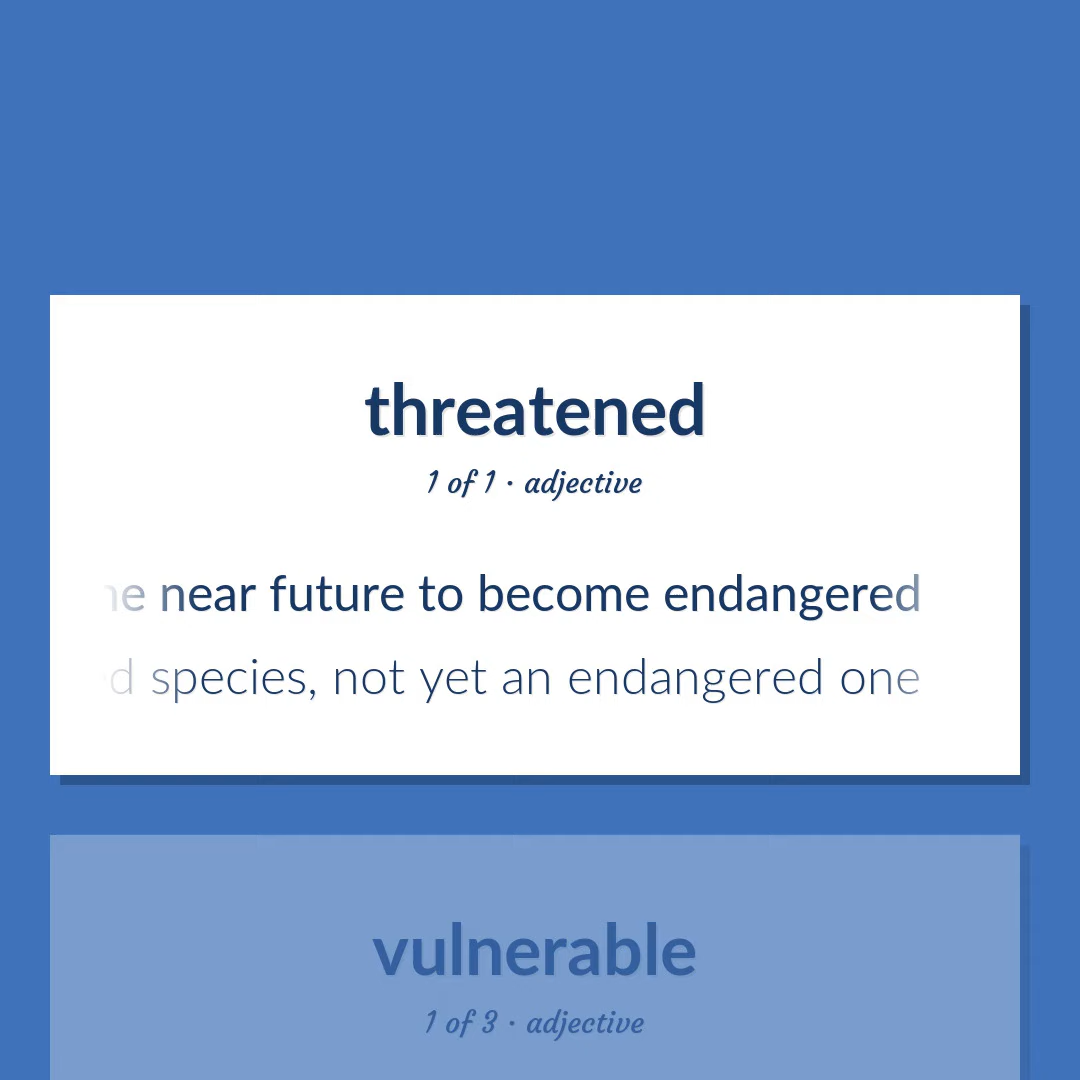 threatened
1 of 1 · adjective
near future to become endangered
species, not yet an endangered one
vulnerable
1 of 3 · adjective